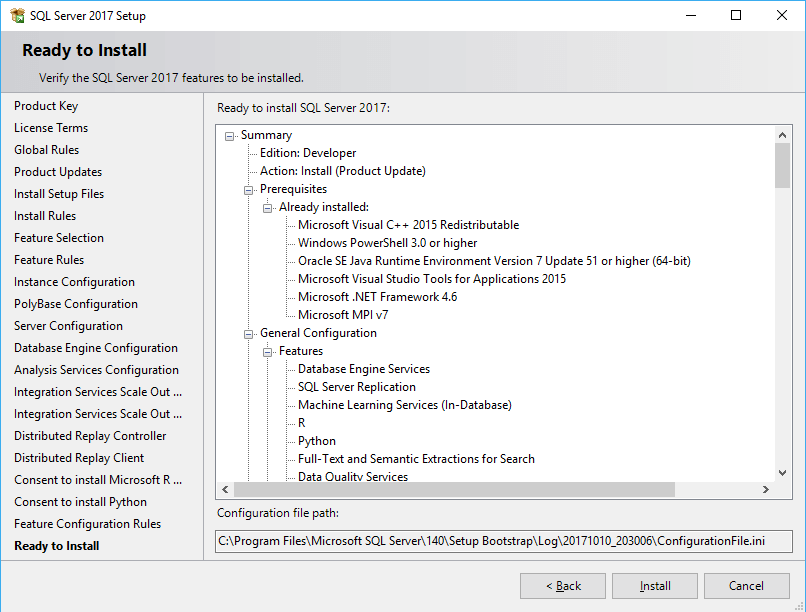 SQL Server 2017 Setup
Ready to Install
Verify the SQL Server 2017 features to be installed.
Product Key
License Terms
Global Rules
Product Updates
Install Setup Files
Install Rules
Feature Selection
Feature Rules
Instance Configuration
PolyBase Configuration
Server Configuration
Database Engine Configuration
Analysis Services Configuration
Integration Services Scale Out ...
Integration Services Scale Out ...
Distributed Replay Controller
Distributed Replay Client
Consent to install Microsoft R ...
Consent to install Python
Feature Configuration Rules
Ready to Install
Ready to install SQL Server 2017:
Summary
Edition: Developer
Action: Install (Product Update)
Prerequisites
Already installed:
Microsoft Visual C++ 2015 Redistributable
Windows PowerShell 3.0 or higher
Oracle SE Java Runtime Environment Version 7 Update 51 or higher (64-bit)
Microsoft Visual Studio Tools for Applications 2015
Microsoft .NET Framework 4.6
Microsoft MPI v7
General Configuration
Features
Database Engine Services
SQL Server Replication
Machine Learning Services (In-Database)
R
Python
Full-Text and Semantic Extractions for Search
Data Quality Services
Configuration file path:
C:\Program Files\Microsoft SQL Server\140\Setup Bootstrap\Log\20171010_203006\ConfigurationFile.ini
< Back
Install
Cancel